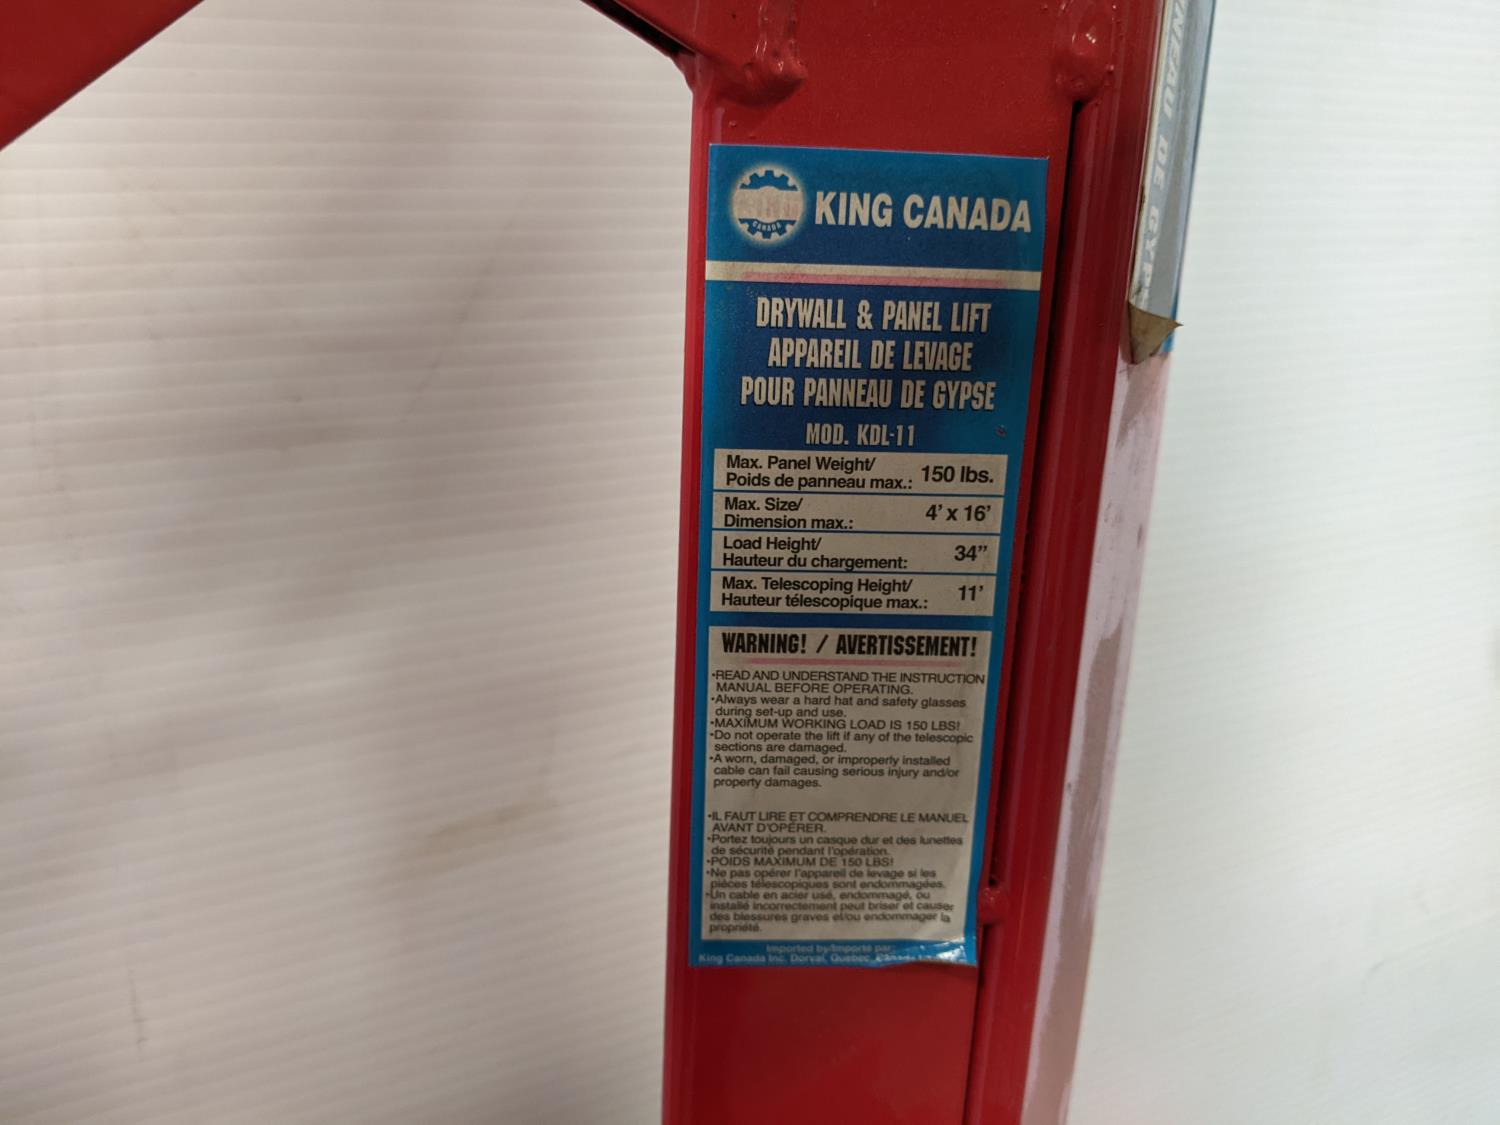 KING CANADA
CANADA
DRYWALL & PANEL LIFT
APPAREIL DE LEVAGE
POUR PANNEAU DE GYPSE
MOD. KDL-11
Max. Panel Weight/
Poids de panneau max.: 150 lbs.
Max. Size/
Dimension max.: 4' x 16'
Load Height/
Hauteur du chargement: 34"
Max. Telescoping Height/
Hauteur télescopique max.: 11'
WARNING! / AVERTISSEMENT!
•READ AND UNDERSTAND THE INSTRUCTION
MANUAL BEFORE OPERATING.
•Always wear a hard hat and safety glasses
during set-up and use.
•MAXIMUM WORKING LOAD IS 150 LBS!
•Do not operate the lift if any of the telescopic
sections are damaged.
•A worn, damaged, or improperly installed
cable can fail causing serious injury and/or
property damages.
•IL FAUT LIRE ET COMPRENDRE LE MANUEL
AVANT D'OPÉRER.
•Portez toujours un casque dur et des lunettes
de sécurité pendant l'opération.
•POIDS MAXIMUM DE 150 LBS!
•Ne pas opérer l'appareil de levage si les
pièces télescopiques sont endommagées.
•Un cable en acier usé, endommagé, ou
installé incorrectement peut briser et causer
des blessures graves et/ou endommager la
propriété.
Imported by/Importé par:
King Canada Inc. Dorval, Quebec, Canada
DE